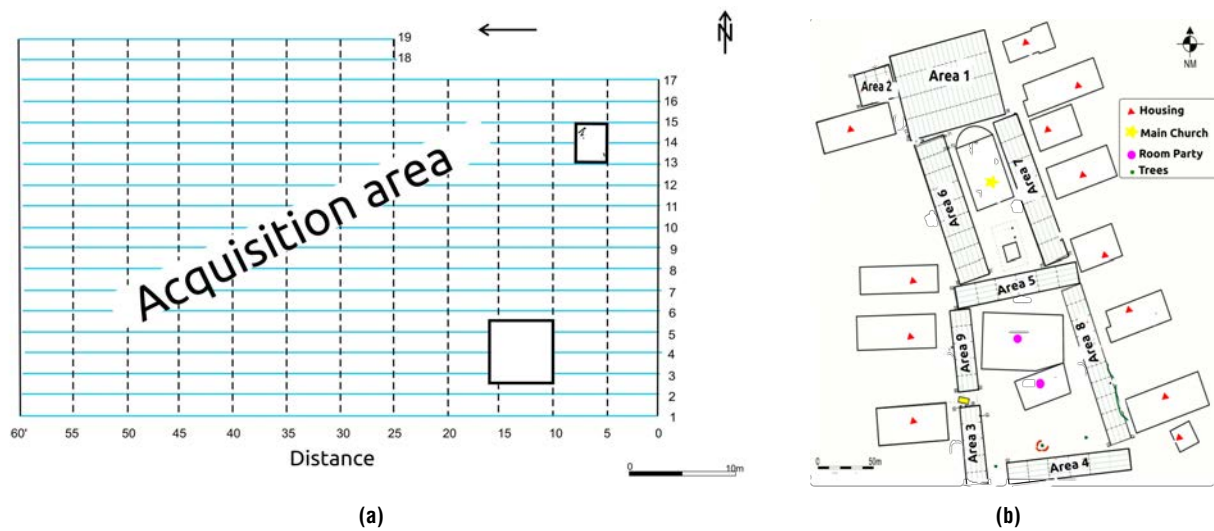 N
19
18
17
16
15
14
13
12
11
10
9
8
7
6
5
4
3
2
1
Acquisition area
60' 55 50 45 40 35 30 25 20 15 10 5 0
Distance
0 10m
(a)
NM
Area 1
Area 2
Housing
Main Church
Room Party
Trees
Area 7
Area 6
Area 5
Area 8
Area 9
Area 3
Area 4
0 50m
(b)